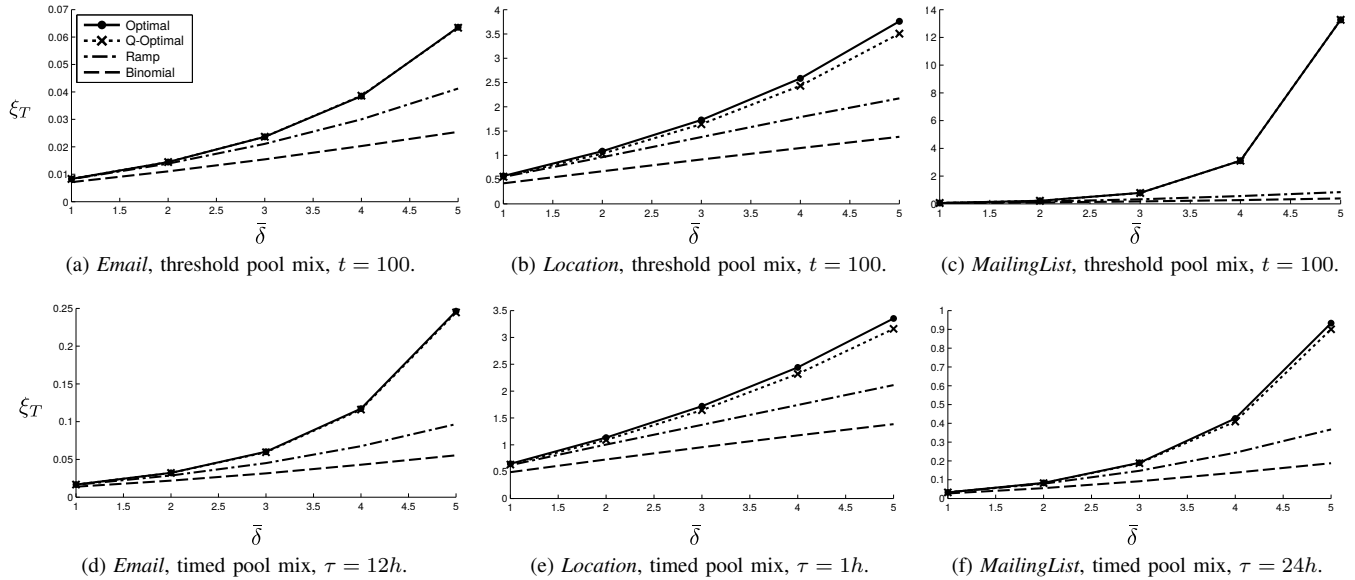 0.07
0.06
0.05
0.04
0.03
0.02
0.01
0
Optimal
Q-Optimal
Ramp
Binomial
ξ_T
1 1.5 2 2.5 3 3.5 4 4.5 5
δ̄
(a) Email, threshold pool mix, t = 100.
4
3.5
3
2.5
2
1.5
1
0.5
0
1 1.5 2 2.5 3 3.5 4 4.5 5
δ̄
(b) Location, threshold pool mix, t = 100.
14
12
10
8
6
4
2
0
1 1.5 2 2.5 3 3.5 4 4.5 5
δ̄
(c) MailingList, threshold pool mix, t = 100.
0.25
0.2
0.15
0.1
0.05
0
ξ_T
1 1.5 2 2.5 3 3.5 4 4.5 5
δ̄
(d) Email, timed pool mix, τ = 12h.
3.5
3
2.5
2
1.5
1
0.5
0
1 1.5 2 2.5 3 3.5 4 4.5 5
δ̄
(e) Location, timed pool mix, τ = 1h.
1
0.9
0.8
0.7
0.6
0.5
0.4
0.3
0.2
0.1
0
1 1.5 2 2.5 3 3.5 4 4.5 5
δ̄
(f) MailingList, timed pool mix, τ = 24h.